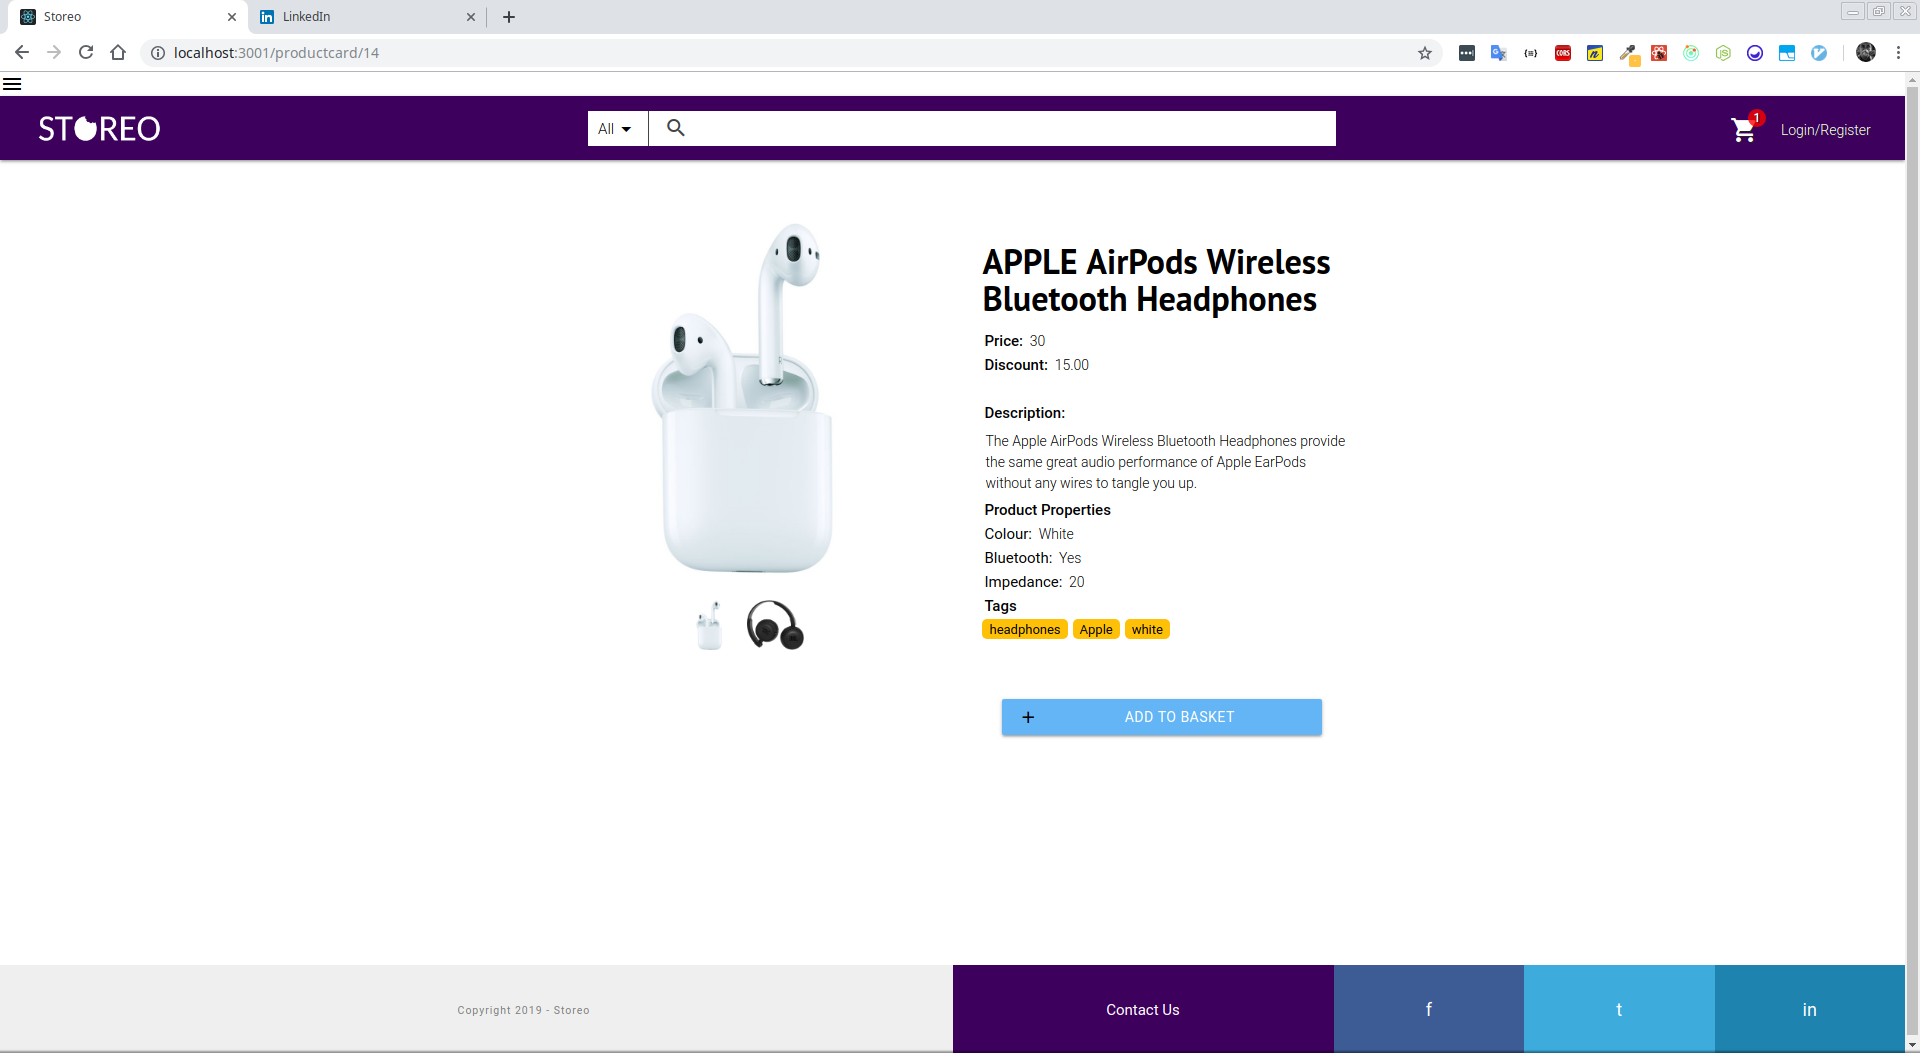 Storeo
LinkedIn
localhost:3001/productcard/14
STOREO
All
1
Login/Register
APPLE AirPods Wireless
Bluetooth Headphones
Price: 30
Discount: 15.00
Description:
The Apple AirPods Wireless Bluetooth Headphones provide
the same great audio performance of Apple EarPods
without any wires to tangle you up.
Product Properties
Colour: White
Bluetooth: Yes
Impedance: 20
Tags
headphones Apple white
+ ADD TO BASKET
Copyright 2019 - Storeo
Contact Us
f
t
in